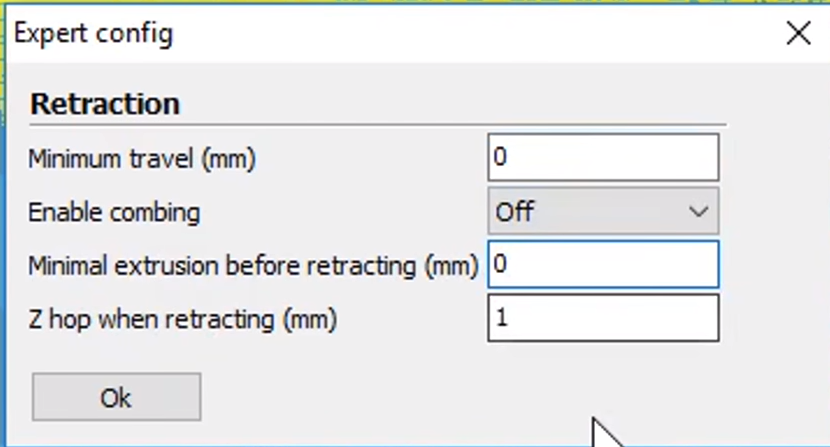 Expert config
Retraction
Minimum travel (mm) 0
Enable combing Off
Minimal extrusion before retracting (mm) 0
Z hop when retracting (mm) 1
Ok